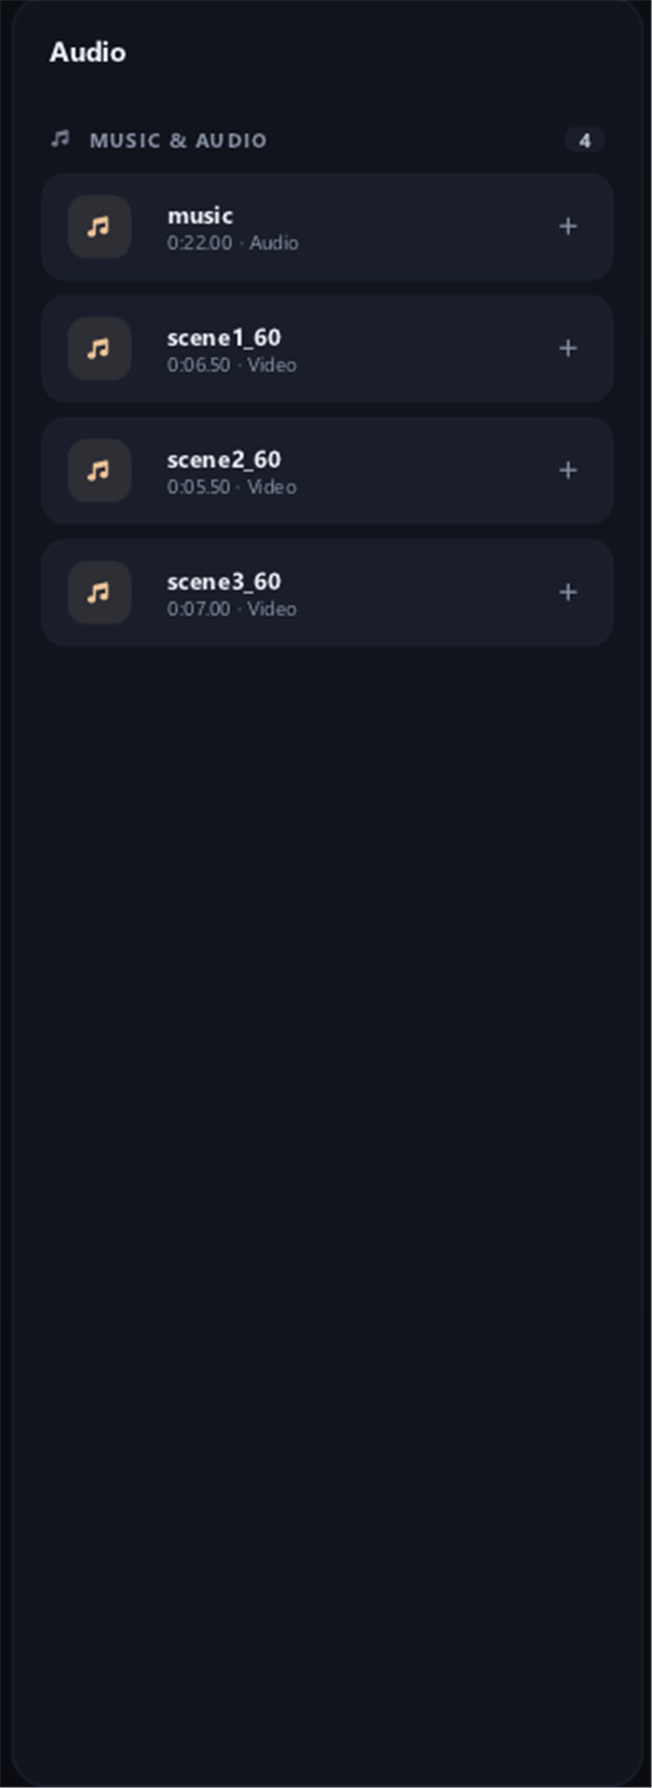 Audio
MUSIC & AUDIO 4
music
0:22.00 · Audio
scene1_60
0:06.50 · Video
scene2_60
0:05.50 · Video
scene3_60
0:07.00 · Video